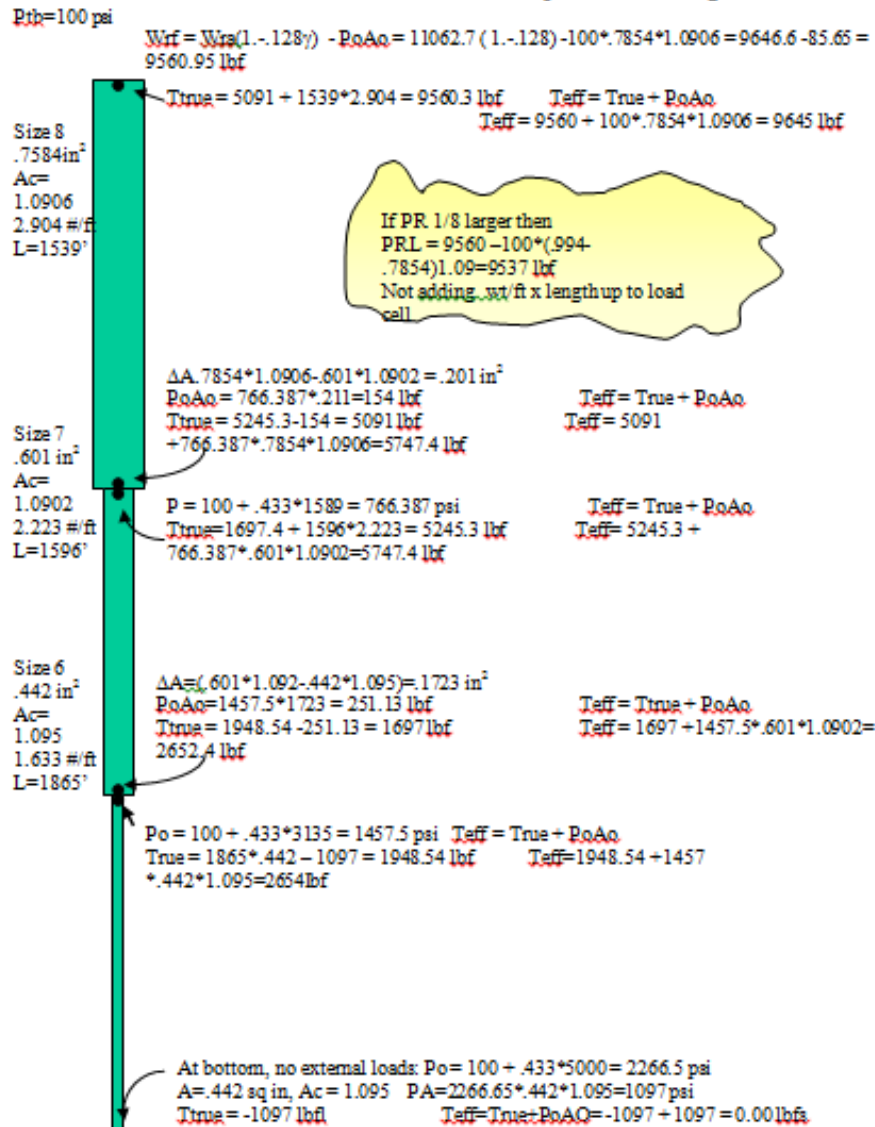 Ptb=100 psi
Wrf = Wra(1.-.128γ) - PoAo = 11062.7 ( 1.-.128) -100*.7854*1.0906 = 9646.6 -85.65 =
9560.95 lbf
Ttrue = 5091 + 1539*2.904 = 9560.3 lbf Teff = True + PoAo
Teff = 9560 + 100*.7854*1.0906 = 9645 lbf
Size 8
.7584in²
Ac=
1.0906
2.904 #/ft
L=1539’
If PR 1/8 larger then
PRL = 9560 –100*(.994-
.7854)1.09=9537 lbf
Not adding wt/ft x length up to load
cell
ΔA.7854*1.0906-.601*1.0902 = .201 in²
PoAo = 766.387*.211=154 lbf Teff = True + PoAo
Ttrue = 5245.3-154 = 5091 lbf Teff = 5091
+766.387*.7854*1.0906=5747.4 lbf
Size 7
.601 in²
Ac=
1.0902
2.223 #/ft
L=1596’
P = 100 + .433*1589 = 766.387 psi Teff = True + PoAo
Ttrue=1697.4 + 1596*2.223 = 5245.3 lbf Teff= 5245.3 +
766.387*.601*1.0902=5747.4 lbf
Size 6
.442 in²
Ac=
1.095
1.633 #/ft
L=1865’
ΔA=(.601*1.092-.442*1.095)=.1723 in²
PoAo=1457.5*1723 = 251.13 lbf Teff = Ttrue + PoAo
Ttrue = 1948.54 -251.13 = 1697 lbf Teff = 1697 +1457.5*.601*1.0902=
2652.4 lbf
Po = 100 + .433*3135 = 1457.5 psi Teff = True + PoAo
True = 1865*.442 – 1097 = 1948.54 lbf Teff=1948.54 +1457
*.442*1.095=2654lbf
At bottom, no external loads: Po = 100 + .433*5000 = 2266.5 psi
A=.442 sq in, Ac = 1.095 PA=2266.65*.442*1.095=1097 psi
Ttrue = -1097 lbfl Teff=True+PoAO= -1097 + 1097 = 0.00 lbfs